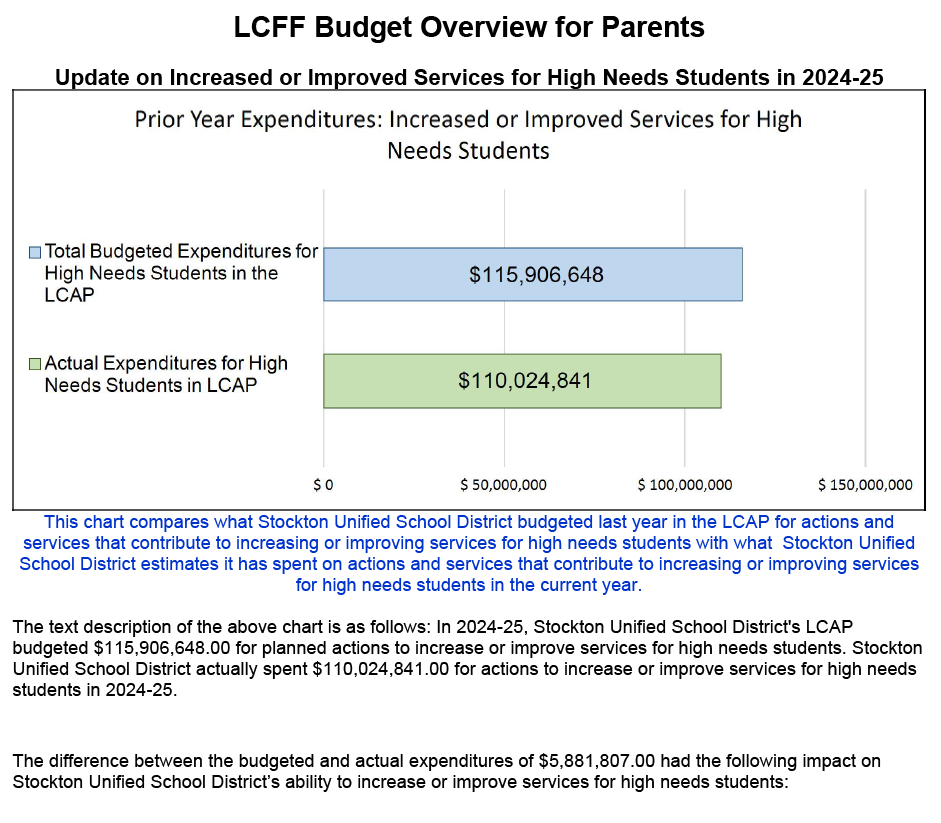 LCFF Budget Overview for Parents
Update on Increased or Improved Services for High Needs Students in 2024-25
Prior Year Expenditures: Increased or Improved Services for High
Needs Students
Total Budgeted Expenditures for
High Needs Students in the
LCAP
$115,906,648
Actual Expenditures for High
Needs Students in LCAP
$110,024,841
$ 0
$ 50,000,000
$ 100,000,000
$ 150,000,000
This chart compares what Stockton Unified School District budgeted last year in the LCAP for actions and
services that contribute to increasing or improving services for high needs students with what  Stockton Unified
School District estimates it has spent on actions and services that contribute to increasing or improving services
for high needs students in the current year.
The text description of the above chart is as follows: In 2024-25, Stockton Unified School District's LCAP
budgeted $115,906,648.00 for planned actions to increase or improve services for high needs students. Stockton
Unified School District actually spent $110,024,841.00 for actions to increase or improve services for high needs
students in 2024-25.
The difference between the budgeted and actual expenditures of $5,881,807.00 had the following impact on
Stockton Unified School District’s ability to increase or improve services for high needs students: